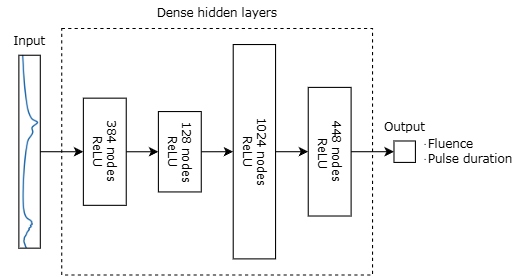 Dense hidden layers
Input
384 nodes
ReLU
128 nodes
ReLU
1024 nodes
ReLU
448 nodes
ReLU
Output
· Fluence
· Pulse duration